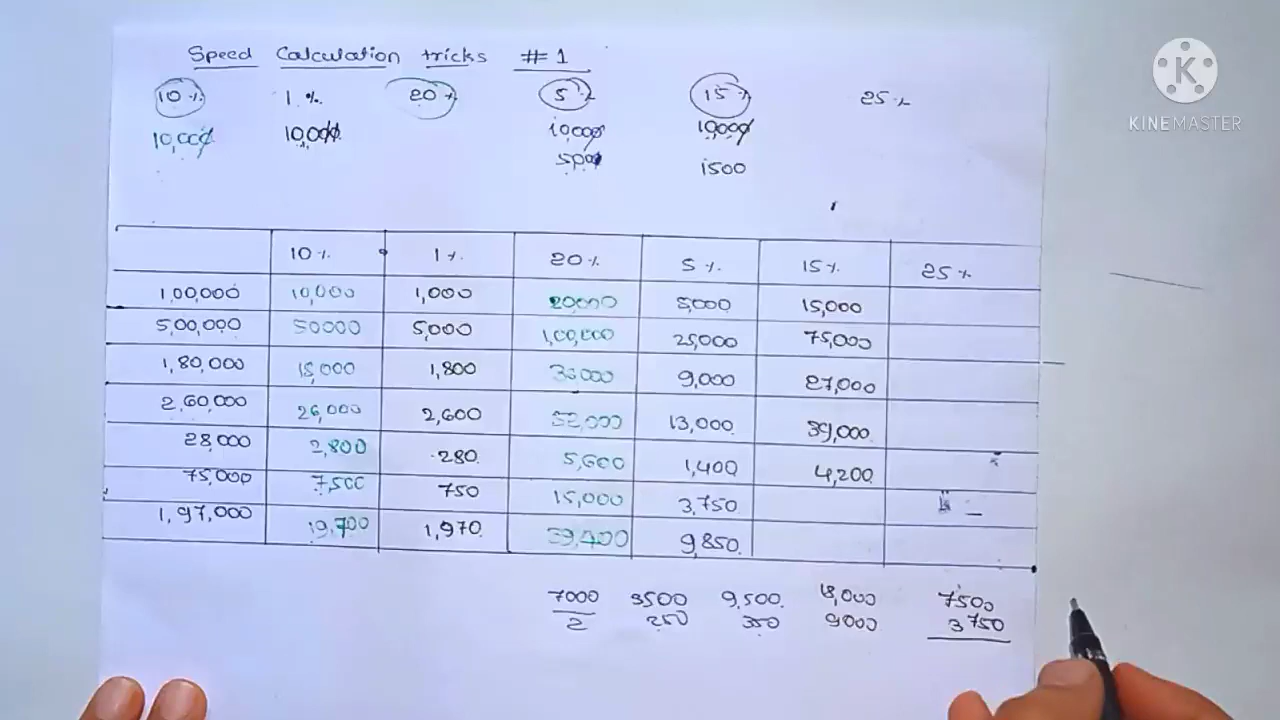 Speed Calculation tricks #1
10% 1% 20% 5% 15% 25%
10,000 10,000 10,000 10,000
500 1500
K
KINEMASTER
10% 1% 20% 5% 15% 25%
1,00,000 10,000 1,000 20000 5,000 15,000
5,00,000 50000 5,000 1,00,000 25,000 75,000
1,80,000 18,000 1,800 36000 9,000 27,000
2,60,000 26,000 2,600 52,000 13,000 39,000
28,000 2,800 280 5,600 1,400 4,200
75,000 7,500 750 15,000 3,750
1,97,000 19,700 1,970 39,400 9,850
7000 3500 9,500 18,000 7500
2 250 350 9000 3750